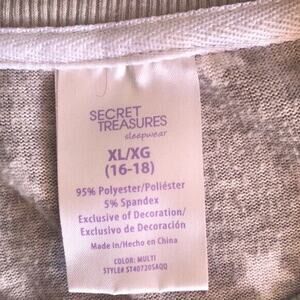 SECRET
TREASURES
sleepwear
XL/XG
(16-18)
95% Polyester/Poliéster
5% Spandex
Exclusive of Decoration/
Exclusivo de Decoración
Made in/Hecho en China
COLOR: MULTI
STYLE# ST40720SAQQ